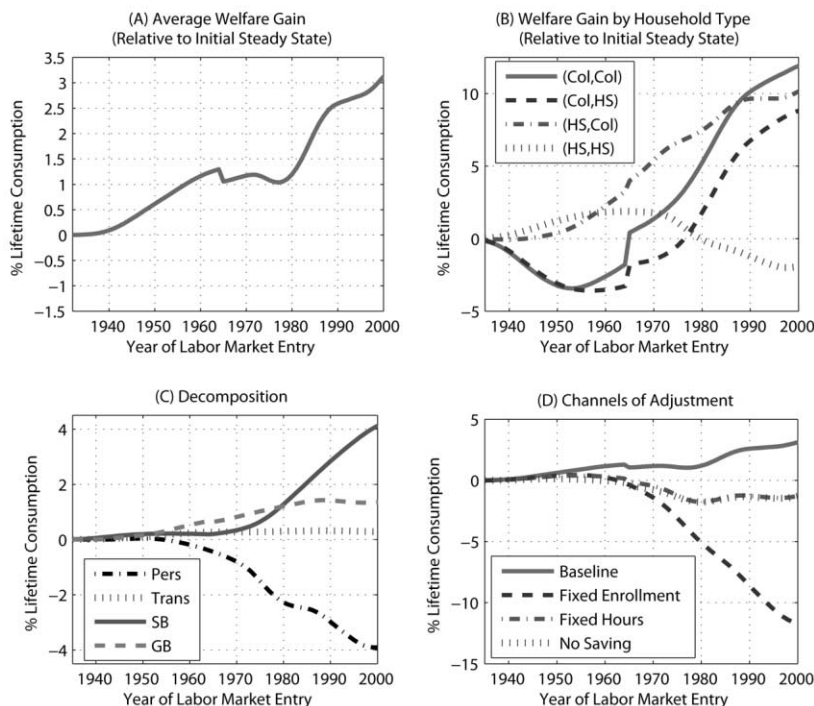 (A) Average Welfare Gain
(Relative to Initial Steady State)
% Lifetime Consumption
3.5
3
2.5
2
1.5
1
0.5
0
−0.5
−1
−1.5
1940 1950 1960 1970 1980 1990 2000
Year of Labor Market Entry
(B) Welfare Gain by Household Type
(Relative to Initial Steady State)
% Lifetime Consumption
(Col,Col)
(Col,HS)
(HS,Col)
(HS,HS)
10
5
0
−5
1940 1950 1960 1970 1980 1990 2000
Year of Labor Market Entry
(C) Decomposition
% Lifetime Consumption
4
2
0
−2
−4
Pers
Trans
SB
GB
1940 1950 1960 1970 1980 1990 2000
Year of Labor Market Entry
(D) Channels of Adjustment
% Lifetime Consumption
5
0
−5
−10
−15
Baseline
Fixed Enrollment
Fixed Hours
No Saving
1940 1950 1960 1970 1980 1990 2000
Year of Labor Market Entry